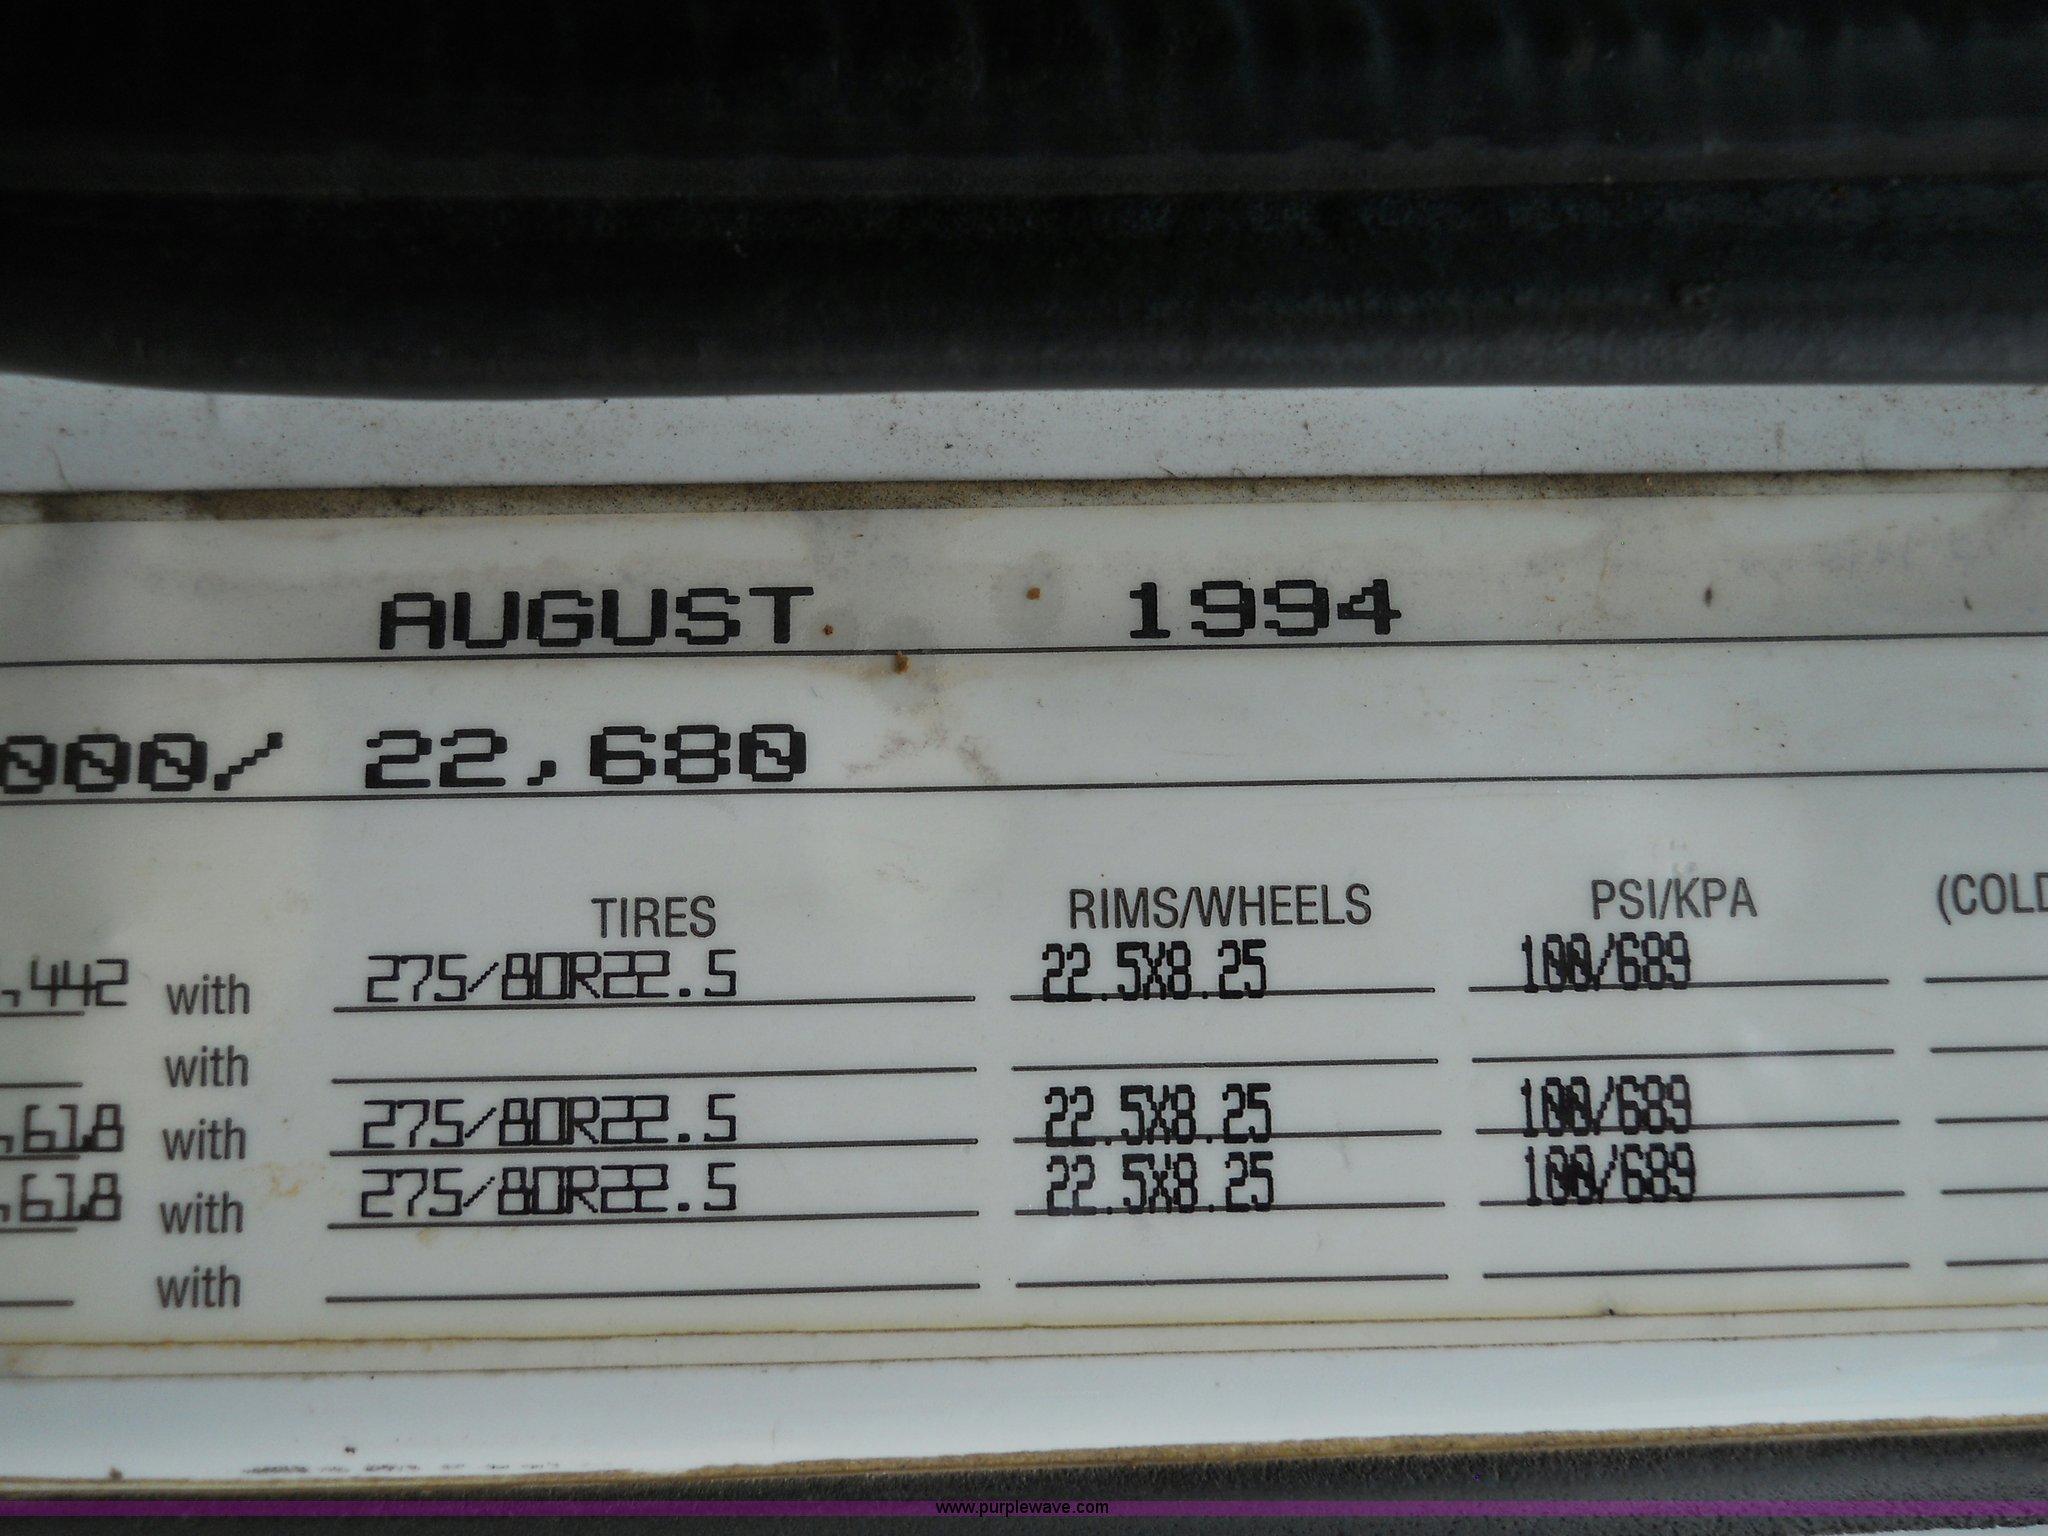 AUGUST 1994
000/ 22,680
TIRES RIMS/WHEELS PSI/KPA (COLD
,442 with 275/80R22.5 22.5X8.25 100/689
with
,618 with 275/80R22.5 22.5X8.25 100/689
,618 with 275/80R22.5 22.5X8.25 100/689
with
www.purplewave.com